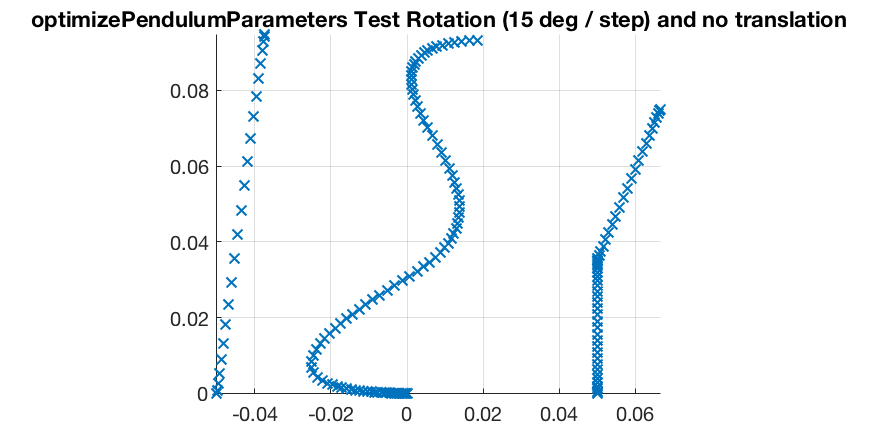 optimizePendulumParameters Test Rotation (15 deg / step) and no translation
0.08
0.06
0.04
0.02
0
-0.04 -0.02 0 0.02 0.04 0.06